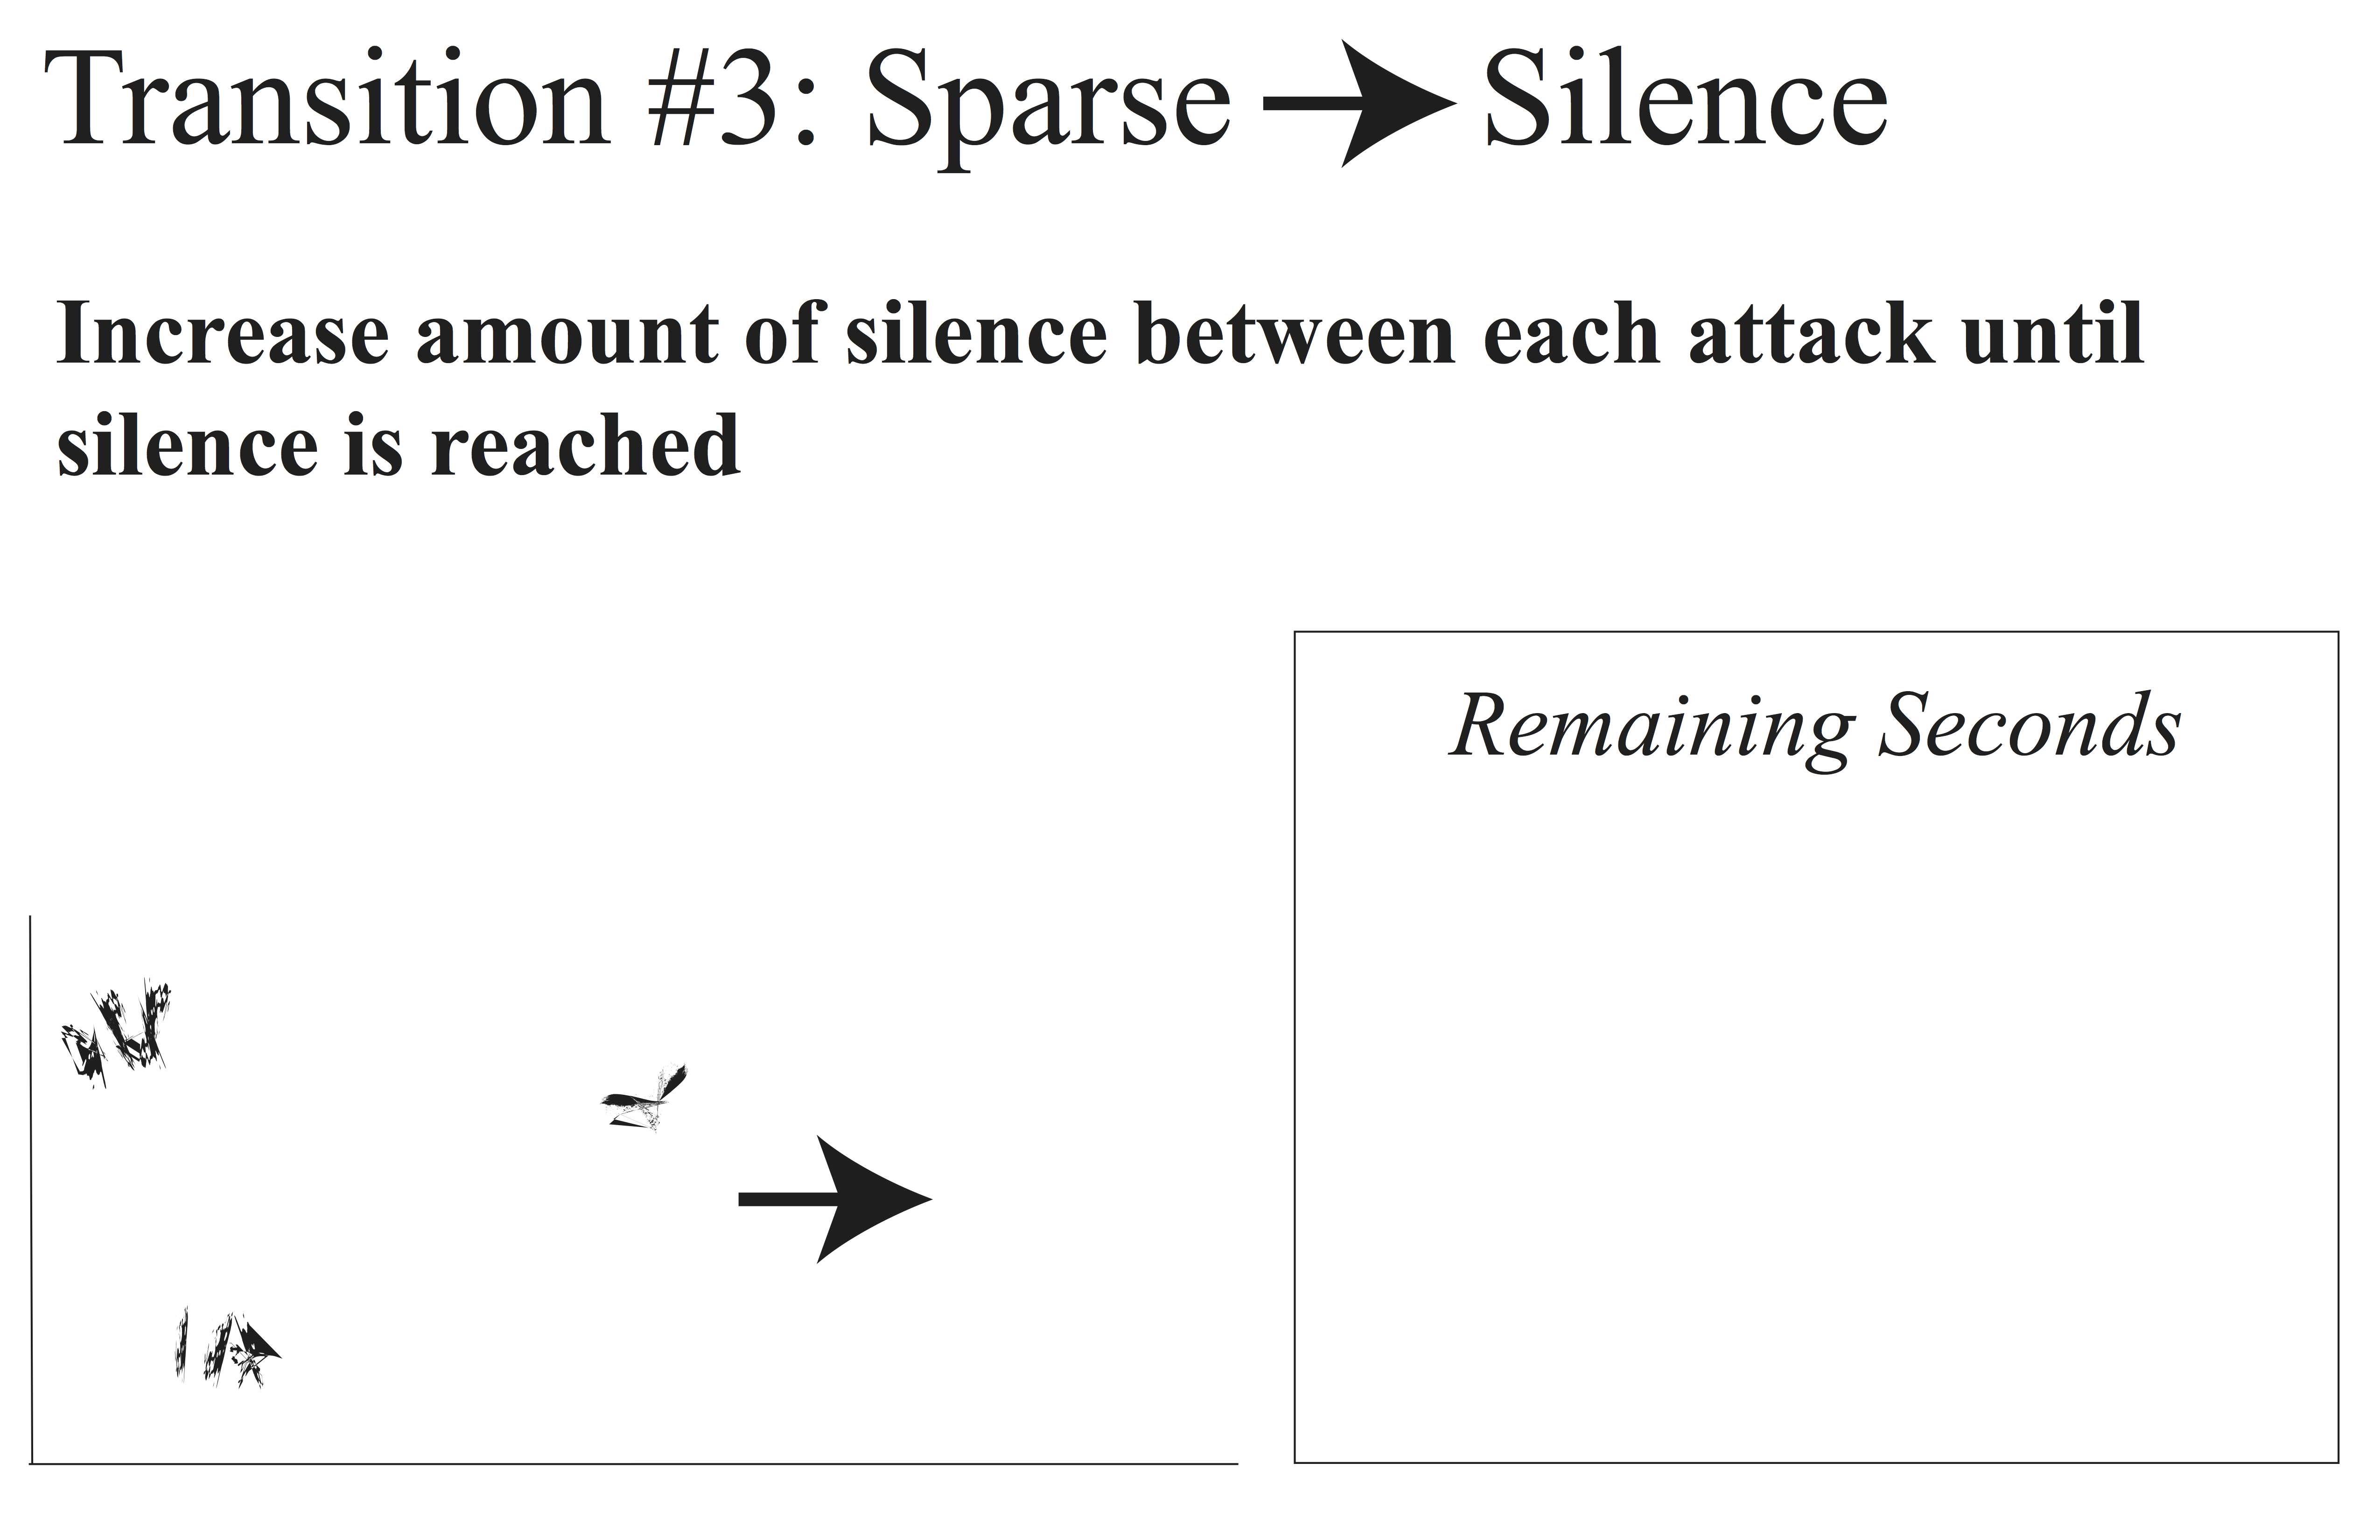 Transition #3: Sparse → Silence
Increase amount of silence between each attack until
silence is reached
Remaining Seconds